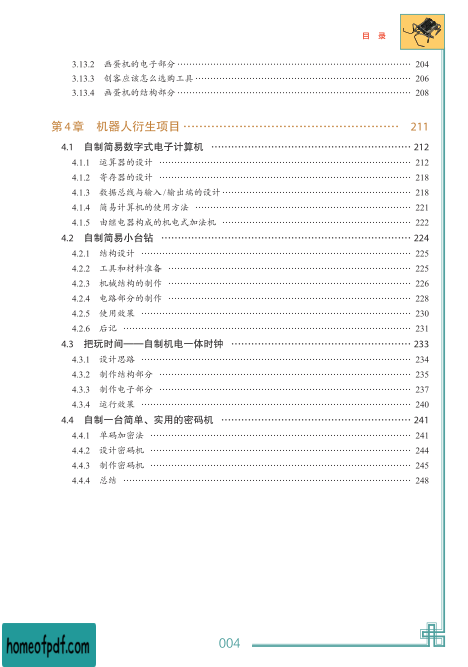 目 录
3.13.2 画蛋机的电子部分 204
3.13.3 创客应该怎么选购工具 206
3.13.4 画蛋机的结构部分 208
第4章 机器人衍生项目 211
4.1 自制简易数字式电子计算机 212
4.1.1 运算器的设计 212
4.1.2 寄存器的设计 218
4.1.3 数据总线与输入/输出端的设计 218
4.1.4 简易计算机的使用方法 221
4.1.5 由继电器构成的机电式加法机 222
4.2 自制简易小台钻 224
4.2.1 结构设计 225
4.2.2 工具和材料准备 225
4.2.3 机械结构的制作 226
4.2.4 电路部分的制作 228
4.2.5 使用效果 230
4.2.6 后记 231
4.3 把玩时间——自制机电一体时钟 233
4.3.1 设计思路 234
4.3.2 制作结构部分 235
4.3.3 制作电子部分 237
4.3.4 运行效果 240
4.4 自制一台简单、实用的密码机 241
4.4.1 单码加密法 241
4.4.2 设计密码机 244
4.4.3 制作密码机 245
4.4.4 总结 248
004
homeofpdf.com